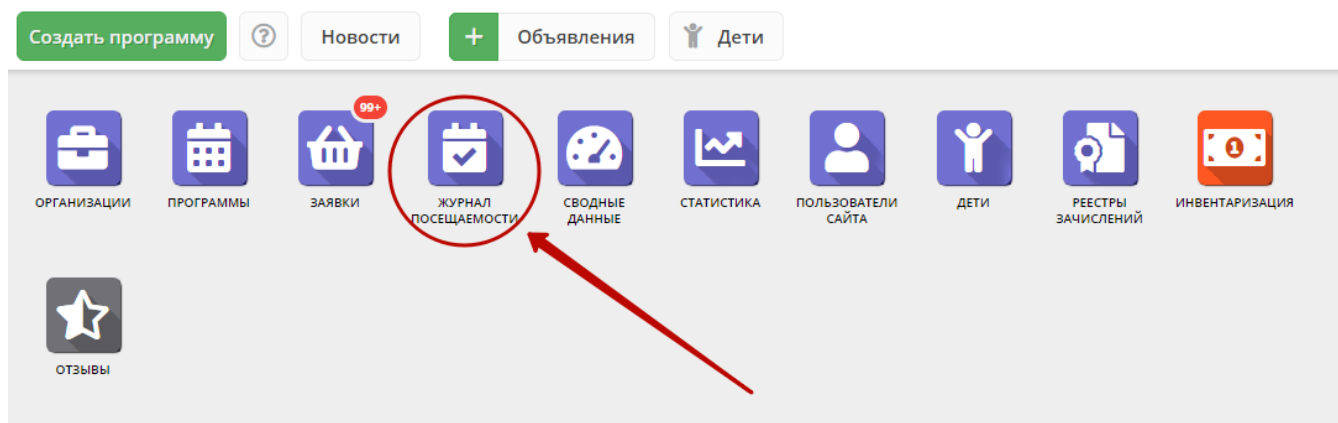 Создать программу
?
Новости
+
Объявления
Дети
99+
ОРГАНИЗАЦИИ
ПРОГРАММЫ
ЗАЯВКИ
ЖУРНАЛ
ПОСЕЩАЕМОСТИ
СВОДНЫЕ
ДАННЫЕ
СТАТИСТИКА
ПОЛЬЗОВАТЕЛИ
САЙТА
ДЕТИ
РЕЕСТРЫ
ЗАЧИСЛЕНИЙ
1
ИНВЕНТАРИЗАЦИЯ
ОТЗЫВЫ